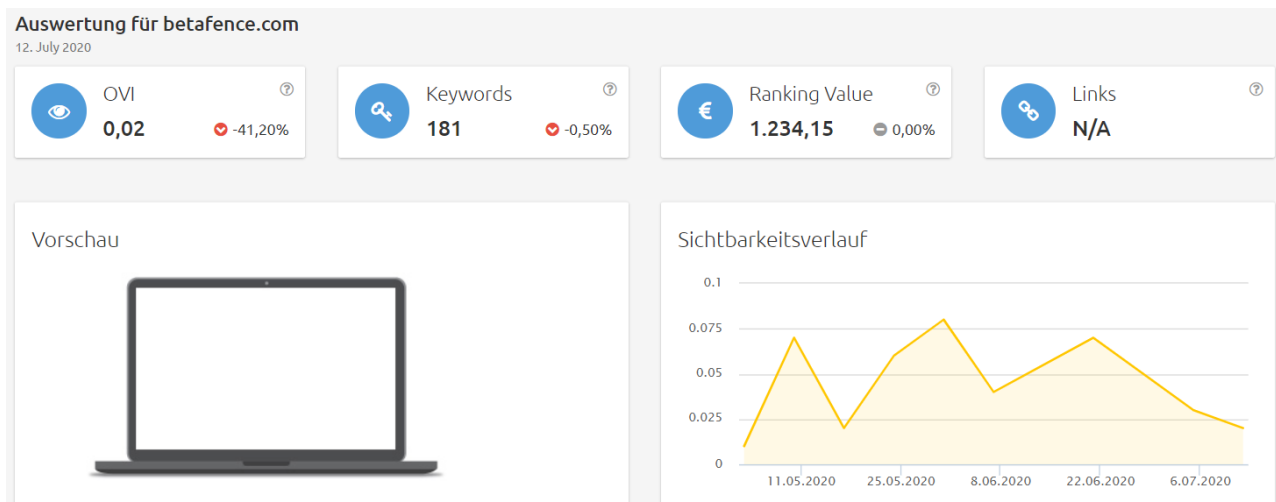 Auswertung für betafence.com
12. July 2020
OVI
0,02
-41,20%
Keywords
181
-0,50%
Ranking Value
1.234,15
0,00%
Links
N/A
Vorschau
Sichtbarkeitsverlauf
0.1
0.075
0.05
0.025
0
11.05.2020 25.05.2020 8.06.2020 22.06.2020 6.07.2020